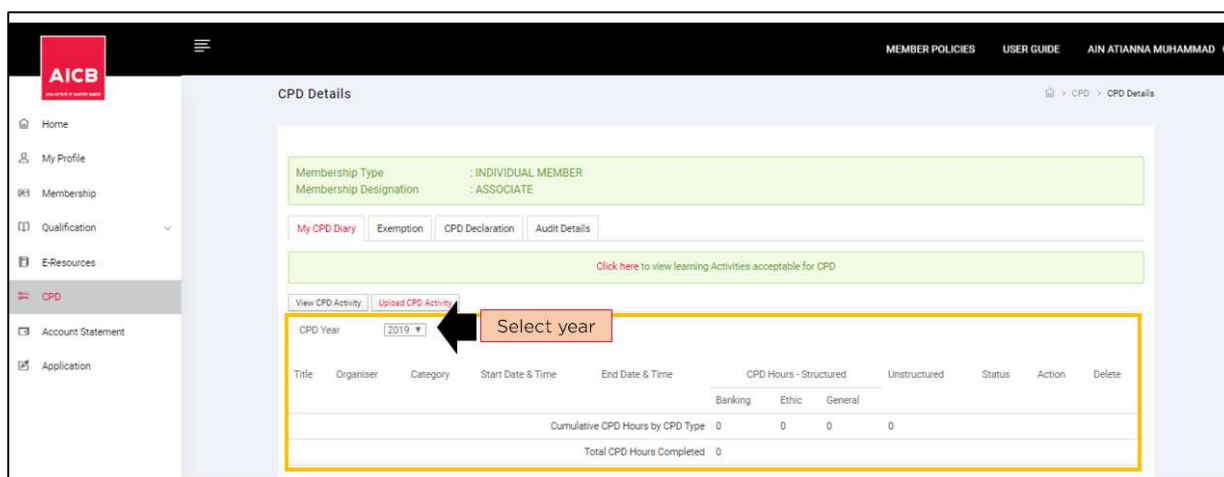 MEMBER POLICIES USER GUIDE AIN ATIANNA MUHAMMAD
AICB
CPD Details
CPD > CPD Details
Home
My Profile
Membership
Qualification
E-Resources
CPD
Account Statement
Application
Membership Type : INDIVIDUAL MEMBER
Membership Designation : ASSOCIATE
My CPD Diary Exemption CPD Declaration Audit Details
Click here to view learning Activities acceptable for CPD
View CPD Activity Upload CPD Activity
CPD Year 2019 Select year
Title Organiser Category Start Date & Time End Date & Time CPD Hours - Structured Unstructured Status Action Delete
Banking Ethic General
Cumulative CPD Hours by CPD Type 0 0 0 0
Total CPD Hours Completed 0